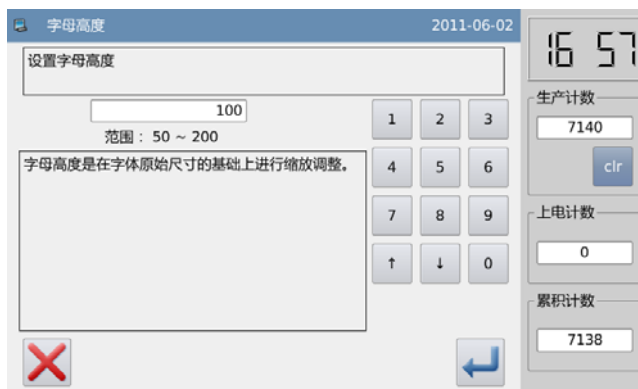 字母高度 2011-06-02
设置字母高度
100
范围： 50 ~ 200
字母高度是在字体原始尺寸的基础上进行缩放调整。
1 2 3
4 5 6
7 8 9
↑ ↓ 0
16 57
生产计数
7140
clr
上电计数
0
累积计数
7138